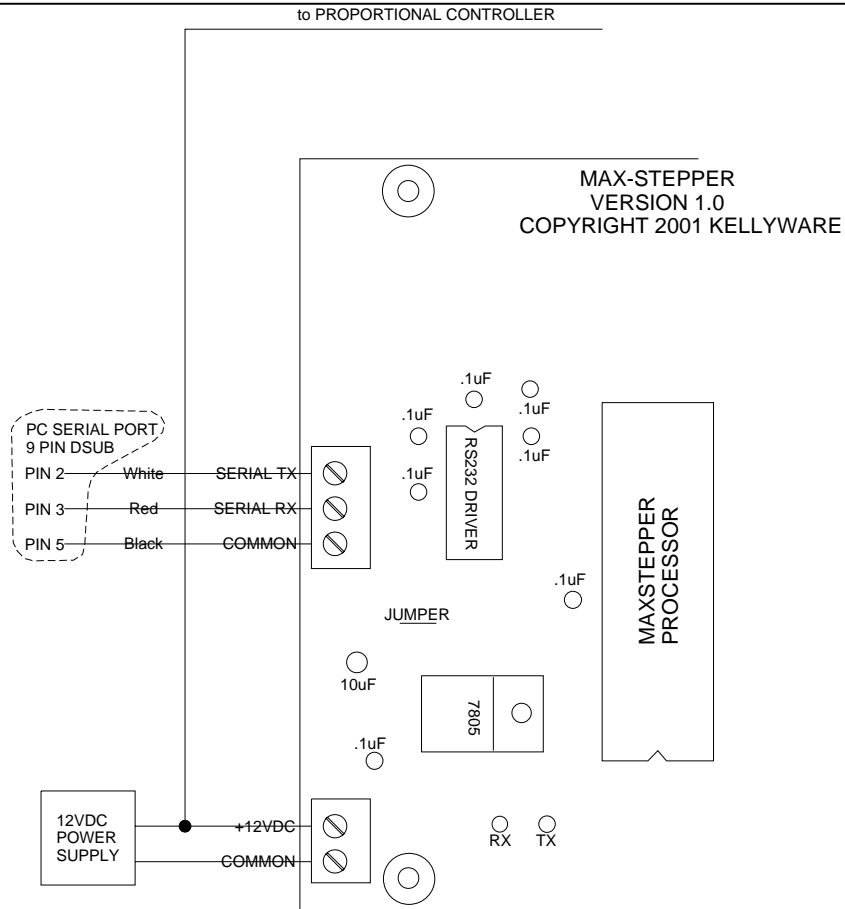 to PROPORTIONAL CONTROLLER
MAX-STEPPER
VERSION 1.0
COPYRIGHT 2001 KELLYWARE
.1uF
.1uF
.1uF
.1uF
.1uF
RS232 DRIVER
PC SERIAL PORT
9 PIN DSUB
PIN 2 White SERIAL TX
PIN 3 Red SERIAL RX
PIN 5 Black COMMON
MAXSTEPPER
PROCESSOR
.1uF
JUMPER
10uF
7805
.1uF
12VDC
POWER
SUPPLY
+12VDC
COMMON
RX TX